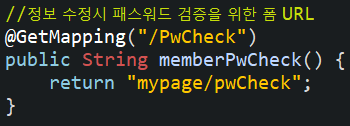 //정보 수정시 패스워드 검증을 위한 폼 URL
@GetMapping("/PwCheck")
public String memberPwCheck() {
    return "mypage/pwCheck";
}